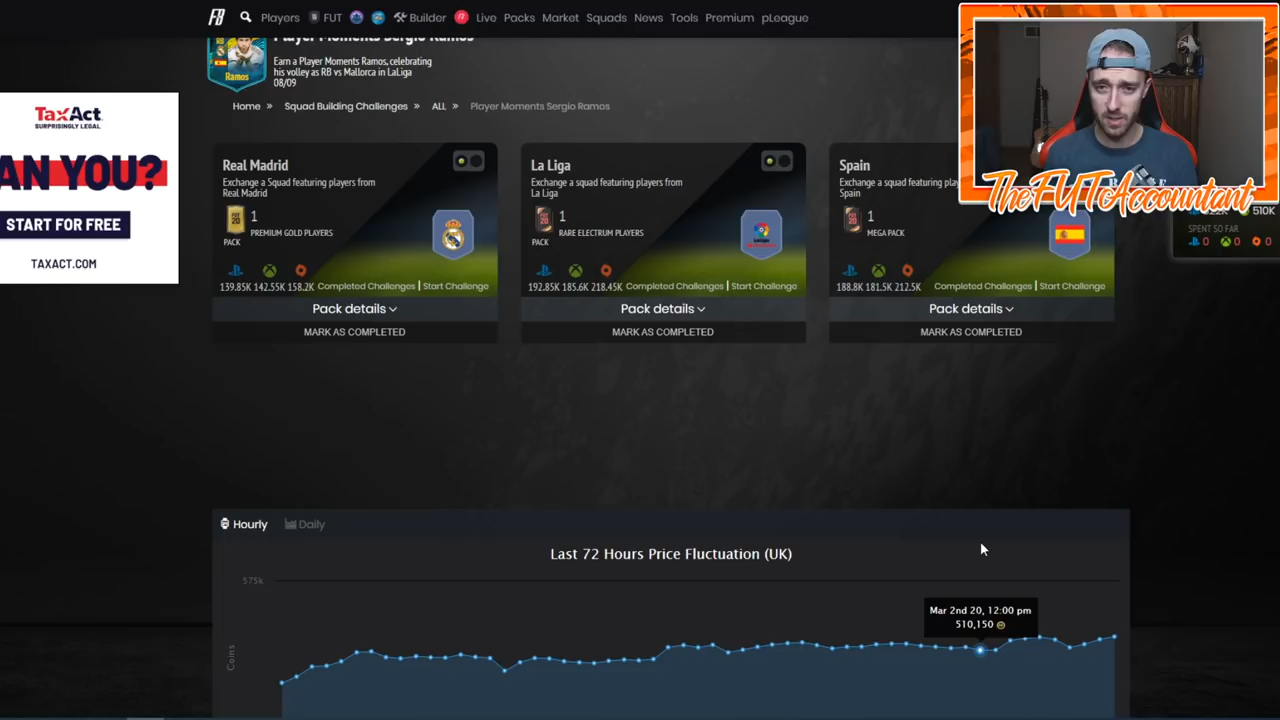 FB Players FUT Builder Live Packs Market Squads News Tools Premium pLeague
Player Moments Sergio Ramos
Earn a Player Moments Ramos, celebrating
his volley as RB vs Mallorca in LaLiga
08/09
RB
Ramos
Home » Squad Building Challenges » ALL » Player Moments Sergio Ramos
TaxAct
SURPRISINGLY LEGAL
AN YOU?
START FOR FREE
TAXACT.COM
Real Madrid
Exchange a Squad featuring players from
Real Madrid
1
PREMIUM GOLD PLAYERS
PACK
139.85K 142.55K 158.2K Completed Challenges | Start Challenge
Pack details
MARK AS COMPLETED
La Liga
Exchange a squad featuring players from
La Liga
1
RARE ELECTRUM PLAYERS
PACK
192.85K 185.6K 218.45K Completed Challenges | Start Challenge
Pack details
MARK AS COMPLETED
Spain
Exchange a squad featuring pla
Spain
1
MEGA PACK
PACK
188.8K 181.5K 212.5K Completed Challenges | Start Challenge
Pack details
MARK AS COMPLETED
TheFUTAccountant
510K
SPENT SO FAR
0 0 0
Hourly Daily
Last 72 Hours Price Fluctuation (UK)
575k
Coins
Mar 2nd 20, 12:00 pm
510,150